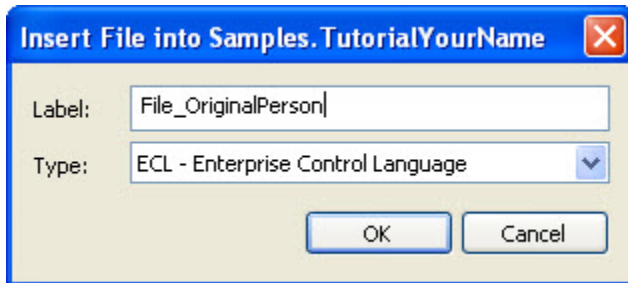 Insert File into Samples.TutorialYourName
Label: File_OriginalPerson
Type: ECL - Enterprise Control Language
OK Cancel